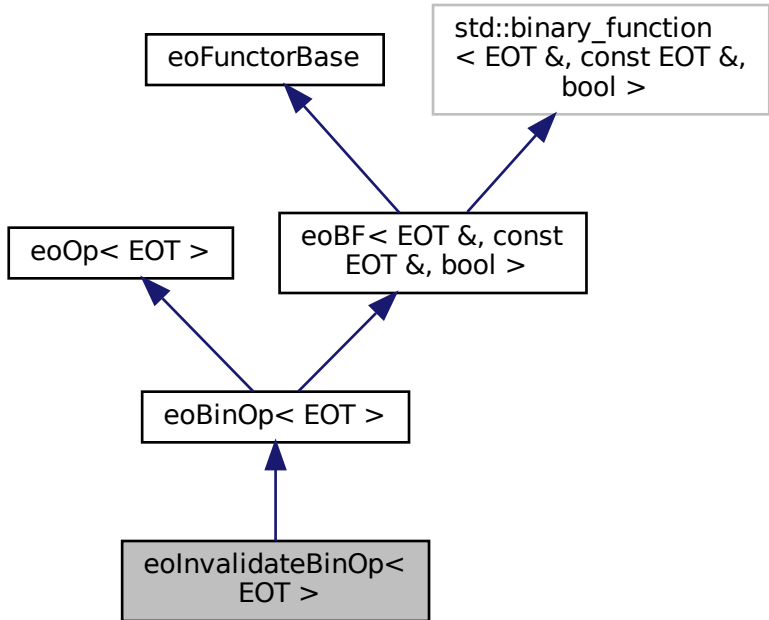 std::binary_function
< EOT &, const EOT &,
bool >
eoFunctorBase
eoBF< EOT &, const
EOT &, bool >
eoOp< EOT >
eoBinOp< EOT >
eoInvalidateBinOp<
EOT >